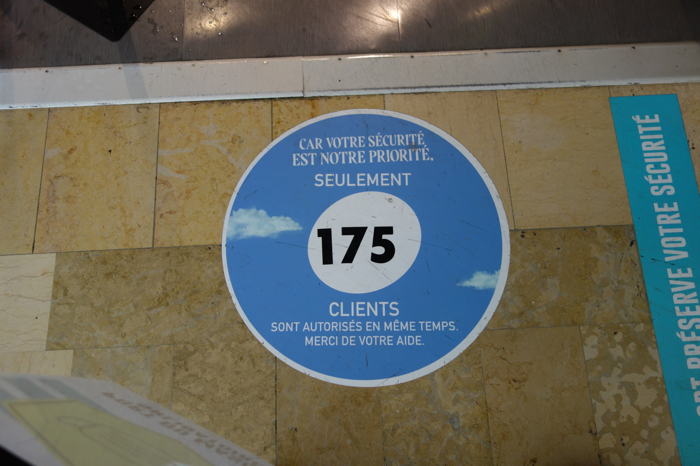 CAR VOTRE SÉCURITÉ
EST NOTRE PRIORITÉ.
SEULEMENT
175
CLIENTS
SONT AUTORISÉS EN MÊME TEMPS.
MERCI DE VOTRE AIDE.
PRÉSERVE VOTRE SÉCURITÉ